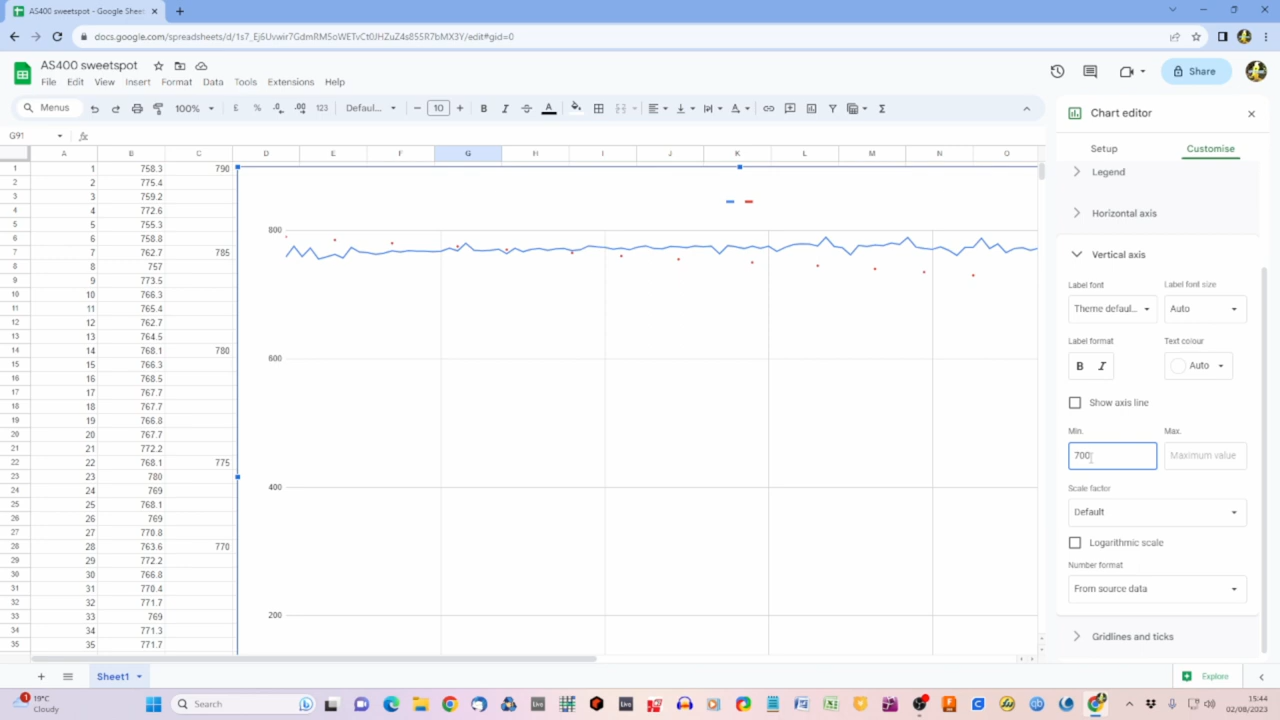 AS400 sweetspot - Google Sheet
docs.google.com/spreadsheets/d/1s7_Ej6Uvwir7GdmRM5oWETvCt0JHZuZ4s8S5R7bMX3Y/edit#gid=0
AS400 sweetspot
File Edit View Insert Format Data Tools Extensions Help
Share
Menus 100% £ % .0 .00 123 Defaul... 10 B I A
G91 fx
A B C D E F G H I J K L M N O
1 1 758.3 790
2 2 775.4
3 3 759.2
4 4 772.6
5 5 755.3
6 6 758.8
7 7 762.7 785
8 8 757
9 9 773.5
10 10 766.3
11 11 765.4
12 12 762.7
13 13 764.5
14 14 768.1 780
15 15 766.3
16 16 768.5
17 17 767.7
18 18 767.7
19 19 766.8
20 20 767.7
21 21 772.2
22 22 768.1 775
23 23 780
24 24 769
25 25 768.1
26 26 769
27 27 770.8
28 28 763.6 770
29 29 772.2
30 30 766.8
31 31 770.4
32 32 771.7
33 33 769
34 34 771.3
35 35 771.7
800
600
400
200
Chart editor
Setup Customise
Legend
Horizontal axis
Vertical axis
Label font Label font size
Theme defaul... Auto
Label format Text colour
B I Auto
Show axis line
Min. Max.
700 Maximum value
Scale factor
Default
Logarithmic scale
Number format
From source data
Gridlines and ticks
Sheet1
Explore
1
19°C
Cloudy
Search
Live
Live
15:44
02/08/2023